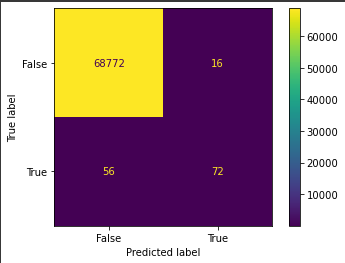 False
68772
16
True
56
72
False
True
Predicted label
True label
60000
50000
40000
30000
20000
10000